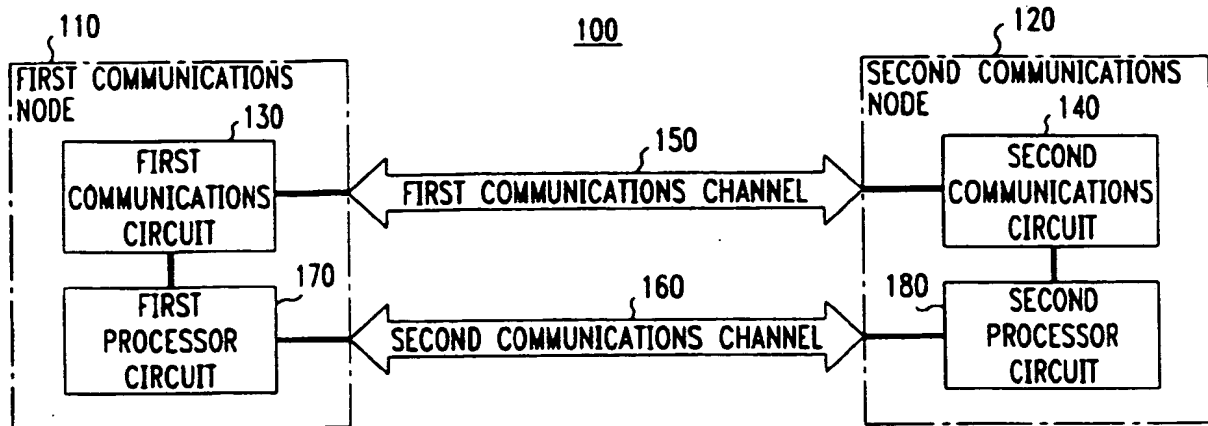 110
100
120
FIRST COMMUNICATIONS
NODE
130
FIRST
COMMUNICATIONS
CIRCUIT
170
FIRST
PROCESSOR
CIRCUIT
150
FIRST COMMUNICATIONS CHANNEL
160
SECOND COMMUNICATIONS CHANNEL
SECOND COMMUNICATIONS
NODE
140
SECOND
COMMUNICATIONS
CIRCUIT
180
SECOND
PROCESSOR
CIRCUIT